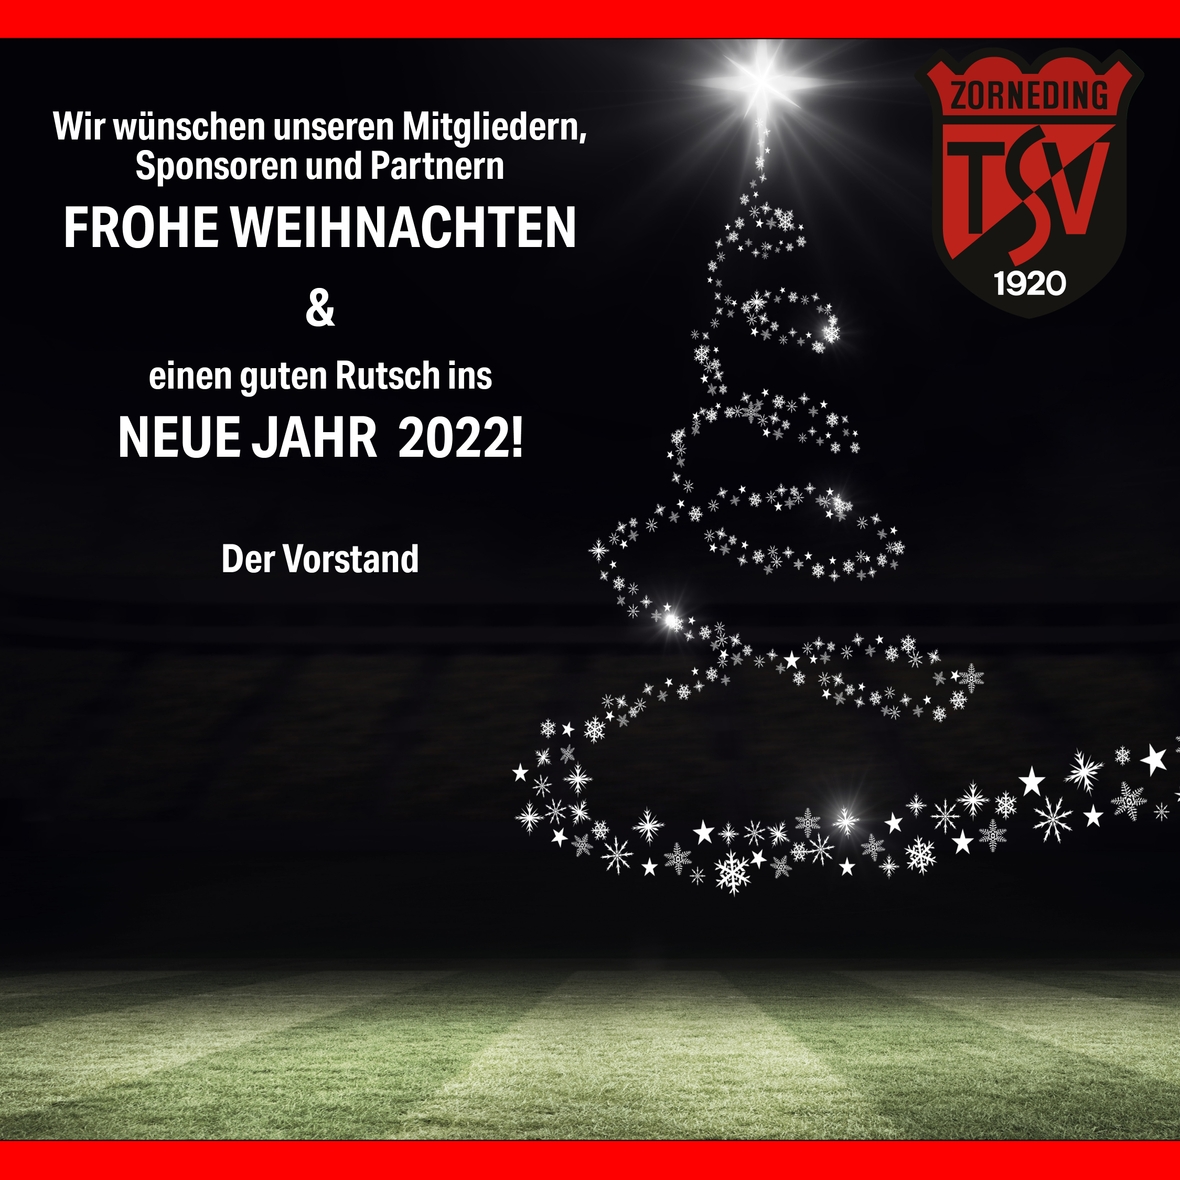 Wir wünschen unseren Mitgliedern,
Sponsoren und Partnern
FROHE WEIHNACHTEN
&
einen guten Rutsch ins
NEUE JAHR 2022!
Der Vorstand
ZORNEDING
TSV
1920